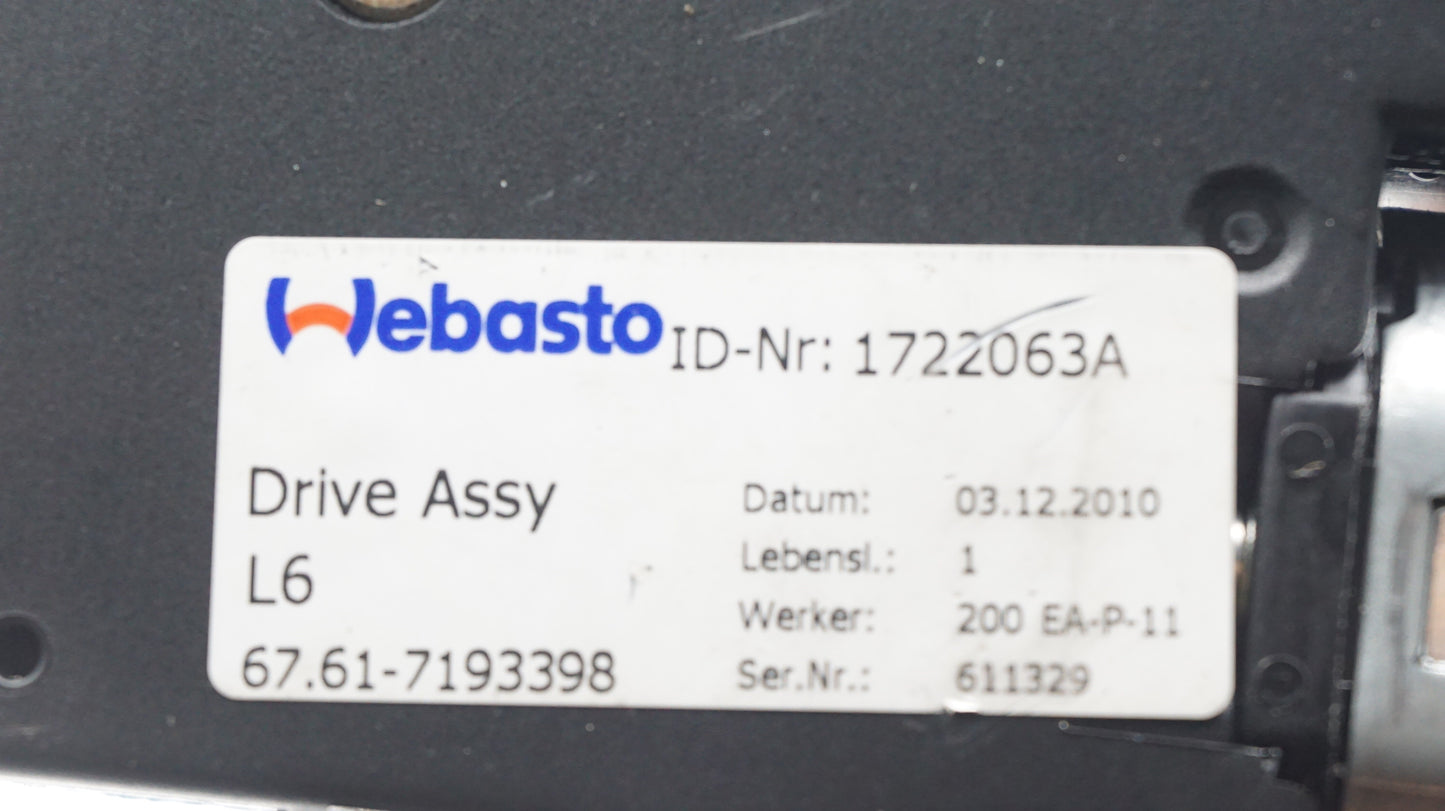 Webasto ID-Nr: 1722063A
Drive Assy
L6
67.61-7193398
Datum: 03.12.2010
Lebensl.: 1
Werker: 200 EA-P-11
Ser.Nr.: 611329